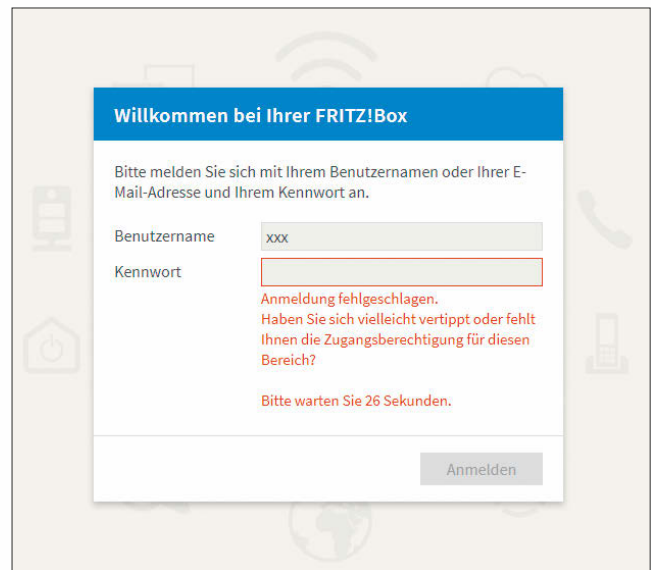 Willkommen bei Ihrer FRITZ!Box
Bitte melden Sie sich mit Ihrem Benutzernamen oder Ihrer E-
Mail-Adresse und Ihrem Kennwort an.
Benutzername xxx
Kennwort
Anmeldung fehlgeschlagen.
Haben Sie sich vielleicht vertippt oder fehlt
Ihnen die Zugangsberechtigung für diesen
Bereich?
Bitte warten Sie 26 Sekunden.
Anmelden